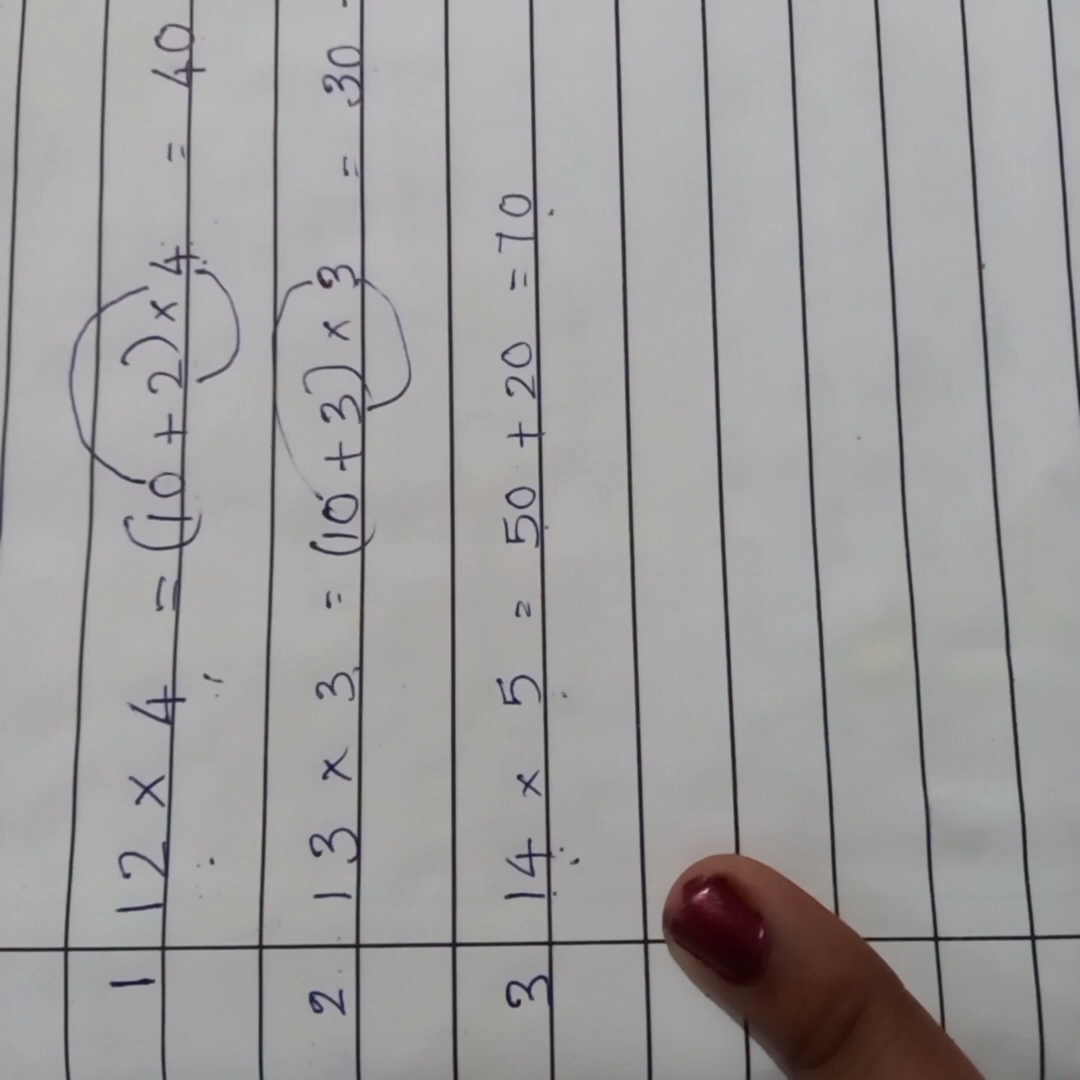 1 12 x 4 = (10 + 2) x 4 = 40
2. 13 x 3 = (10 + 3) x 3 = 30 -
3 14 x 5 = 50 + 20 = 70